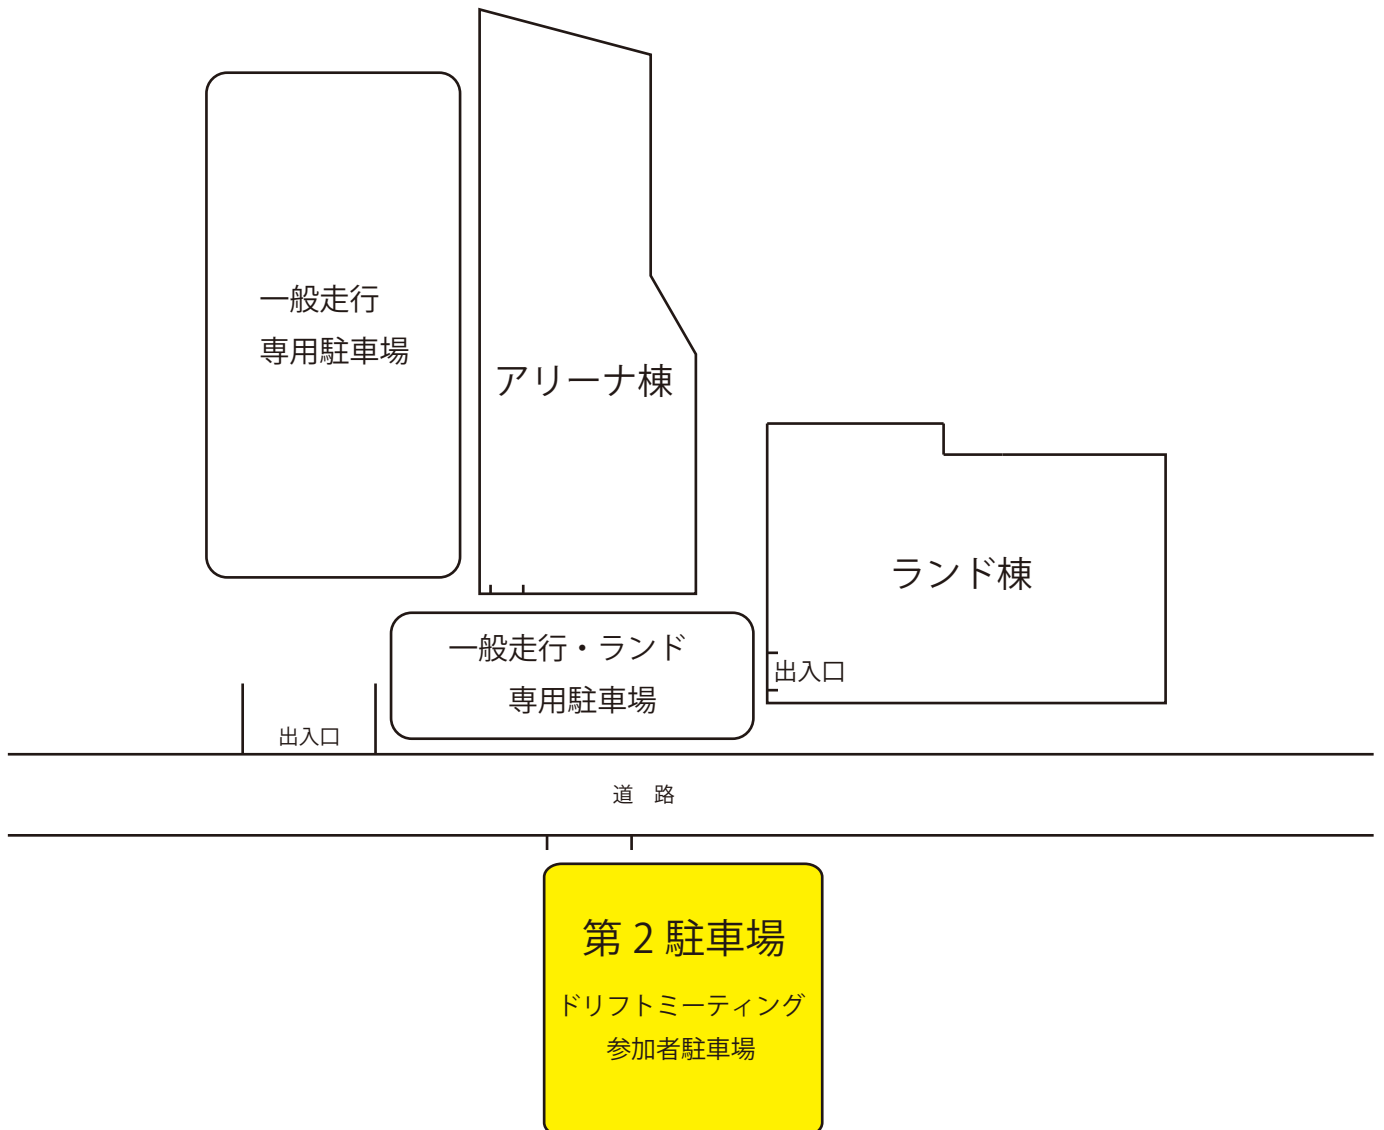 一般走行
専用駐車場
アリーナ棟
ランド棟
一般走行・ランド
専用駐車場
出入口
出入口
道　路
第 2 駐車場
ドリフトミーティング
参加者駐車場